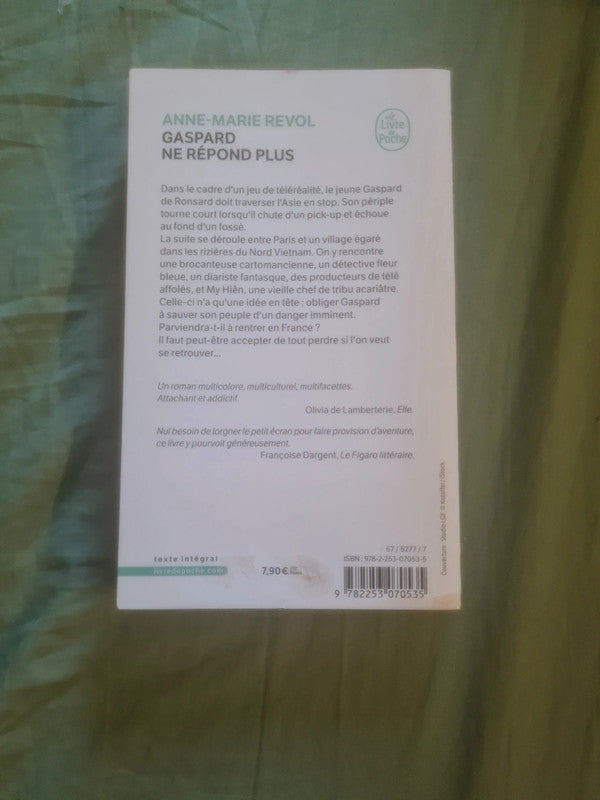 ANNE-MARIE REVOL
GASPARD
NE RÉPOND PLUS
Le
Livre
de
Poche
Dans le cadre d'un jeu de téléréalité, le jeune Gaspard
de Ronsard doit traverser l'Asie en stop. Son périple
tourne court lorsqu'il chute d'un pick-up et échoue
au fond d'un fossé.
La suite se déroule entre Paris et un village égaré
dans les rizières du Nord Vietnam. On y rencontre
une brocanteuse cartomancienne, un détective fleur
bleue, un diariste fantasque, des producteurs de télé
affolés, et My Hiên, une vieille chef de tribu acariâtre.
Celle-ci n'a qu'une idée en tête : obliger Gaspard
à sauver son peuple d'un danger imminent.
Parviendra-t-il à rentrer en France ?
Il faut peut-être accepter de tout perdre si l'on veut
se retrouver...
Un roman multicolore, multiculturel, multifacettes.
Attachant et addictif.
Olivia de Lamberterie, Elle.
Nul besoin de lorgner le petit écran pour faire provision d'aventure,
ce livre y pourvoit généreusement.
Françoise Dargent, Le Figaro littéraire.
Couverture : Studio LGF. © / iStock.
67 / 5277 / 7
texte intégral
ISBN : 978-2-253-07053-5
livredepoche.com
7,90 €
9 782253 070535